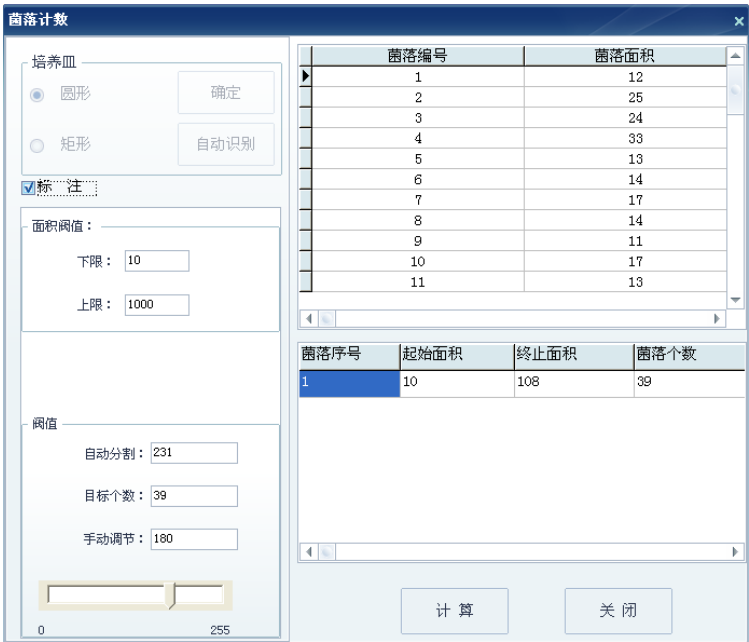 菌落计数
培养皿
圆形
确定
矩形
自动识别
标 注
面积阀值：
下限： 10
上限： 1000
阀值
自动分割： 231
目标个数： 39
手动调节： 180
0 255
菌落编号 菌落面积
1 12
2 25
3 24
4 33
5 13
6 14
7 17
8 14
9 11
10 17
11 13
菌落序号 起始面积 终止面积 菌落个数
1 10 108 39
计 算 关 闭